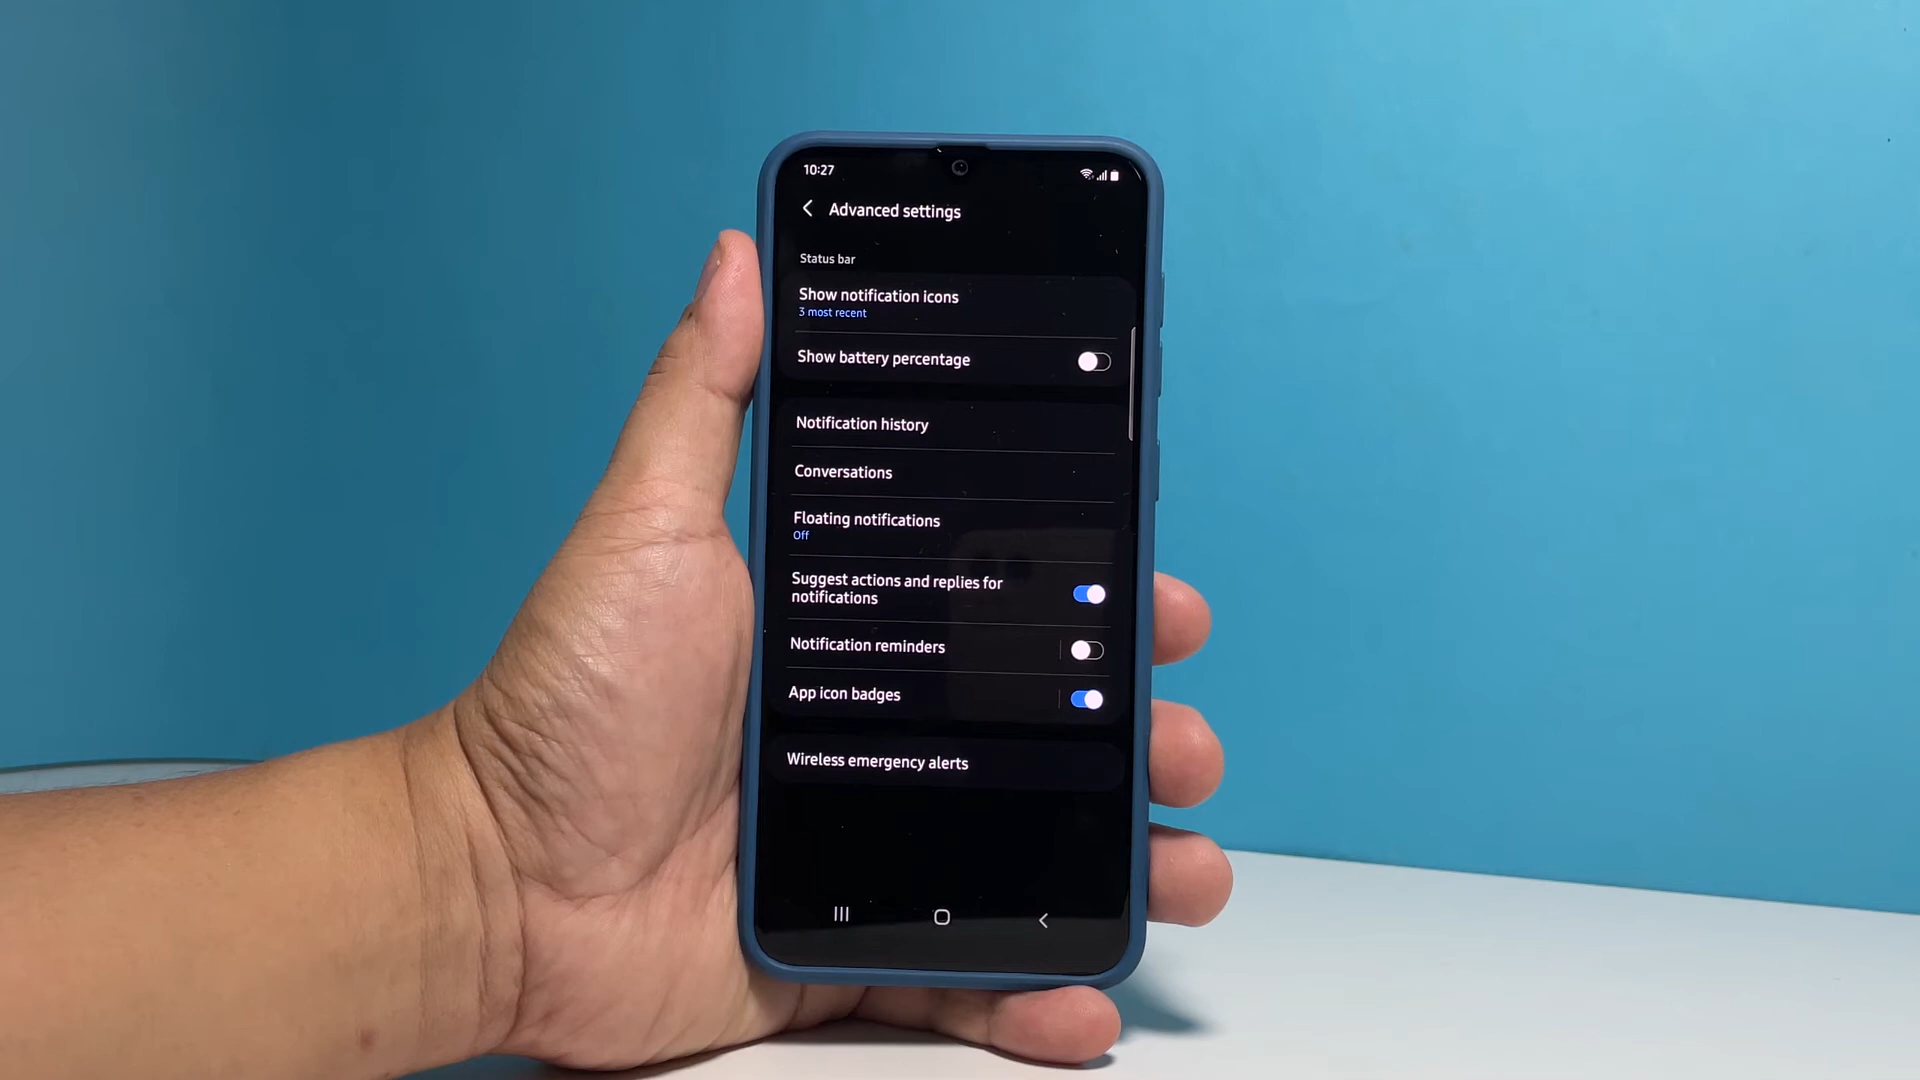 10:27
Advanced settings
Status bar
Show notification icons
3 most recent
Show battery percentage
Notification history
Conversations
Floating notifications
Off
Suggest actions and replies for
notifications
Notification reminders
App icon badges
Wireless emergency alerts